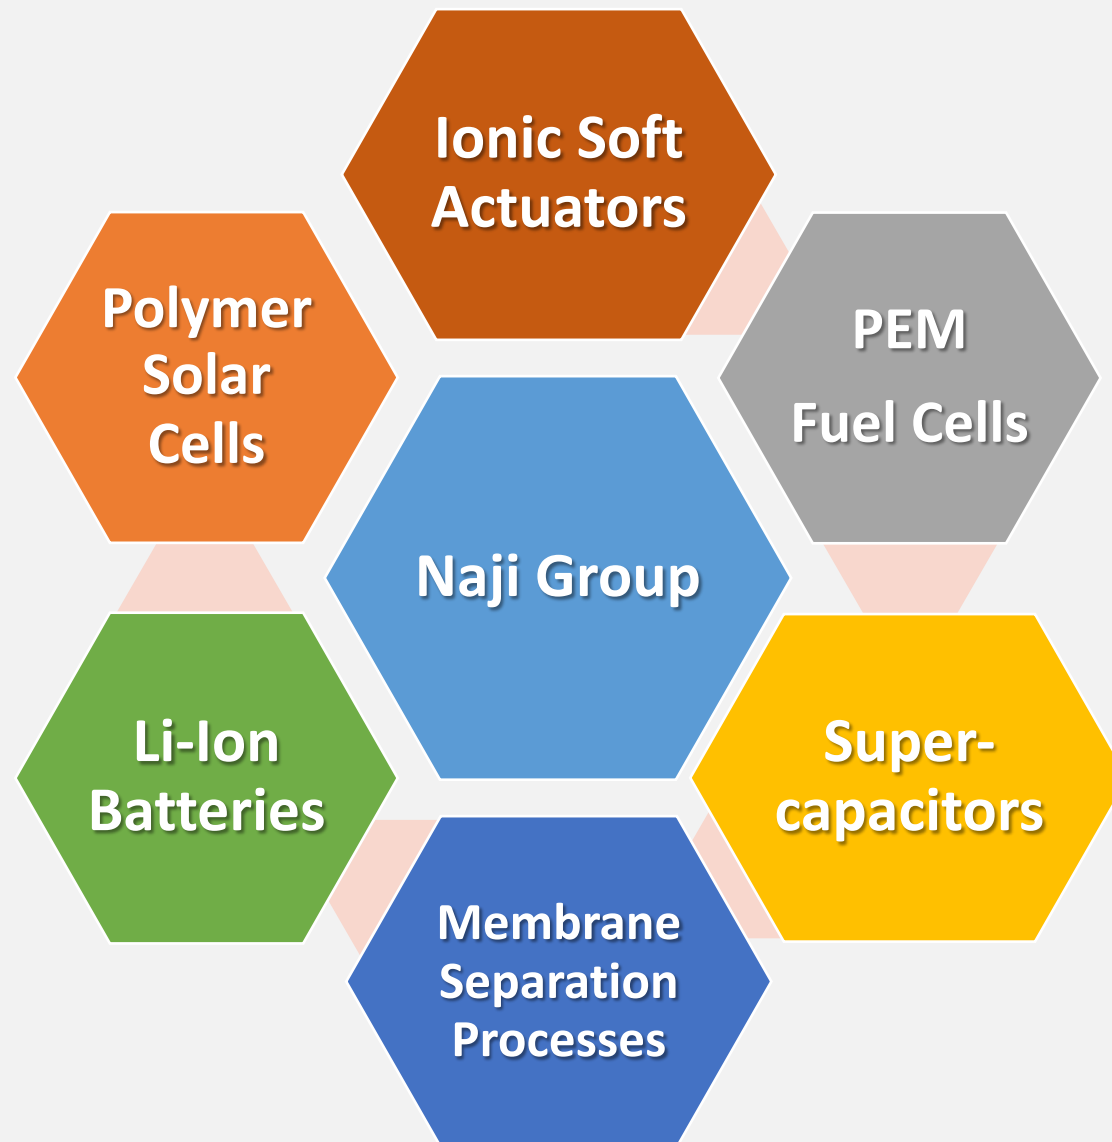 Ionic Soft
Actuators
Polymer
Solar
Cells
PEM
Fuel Cells
Naji Group
Li-Ion
Batteries
Super-
capacitors
Membrane
Separation
Processes